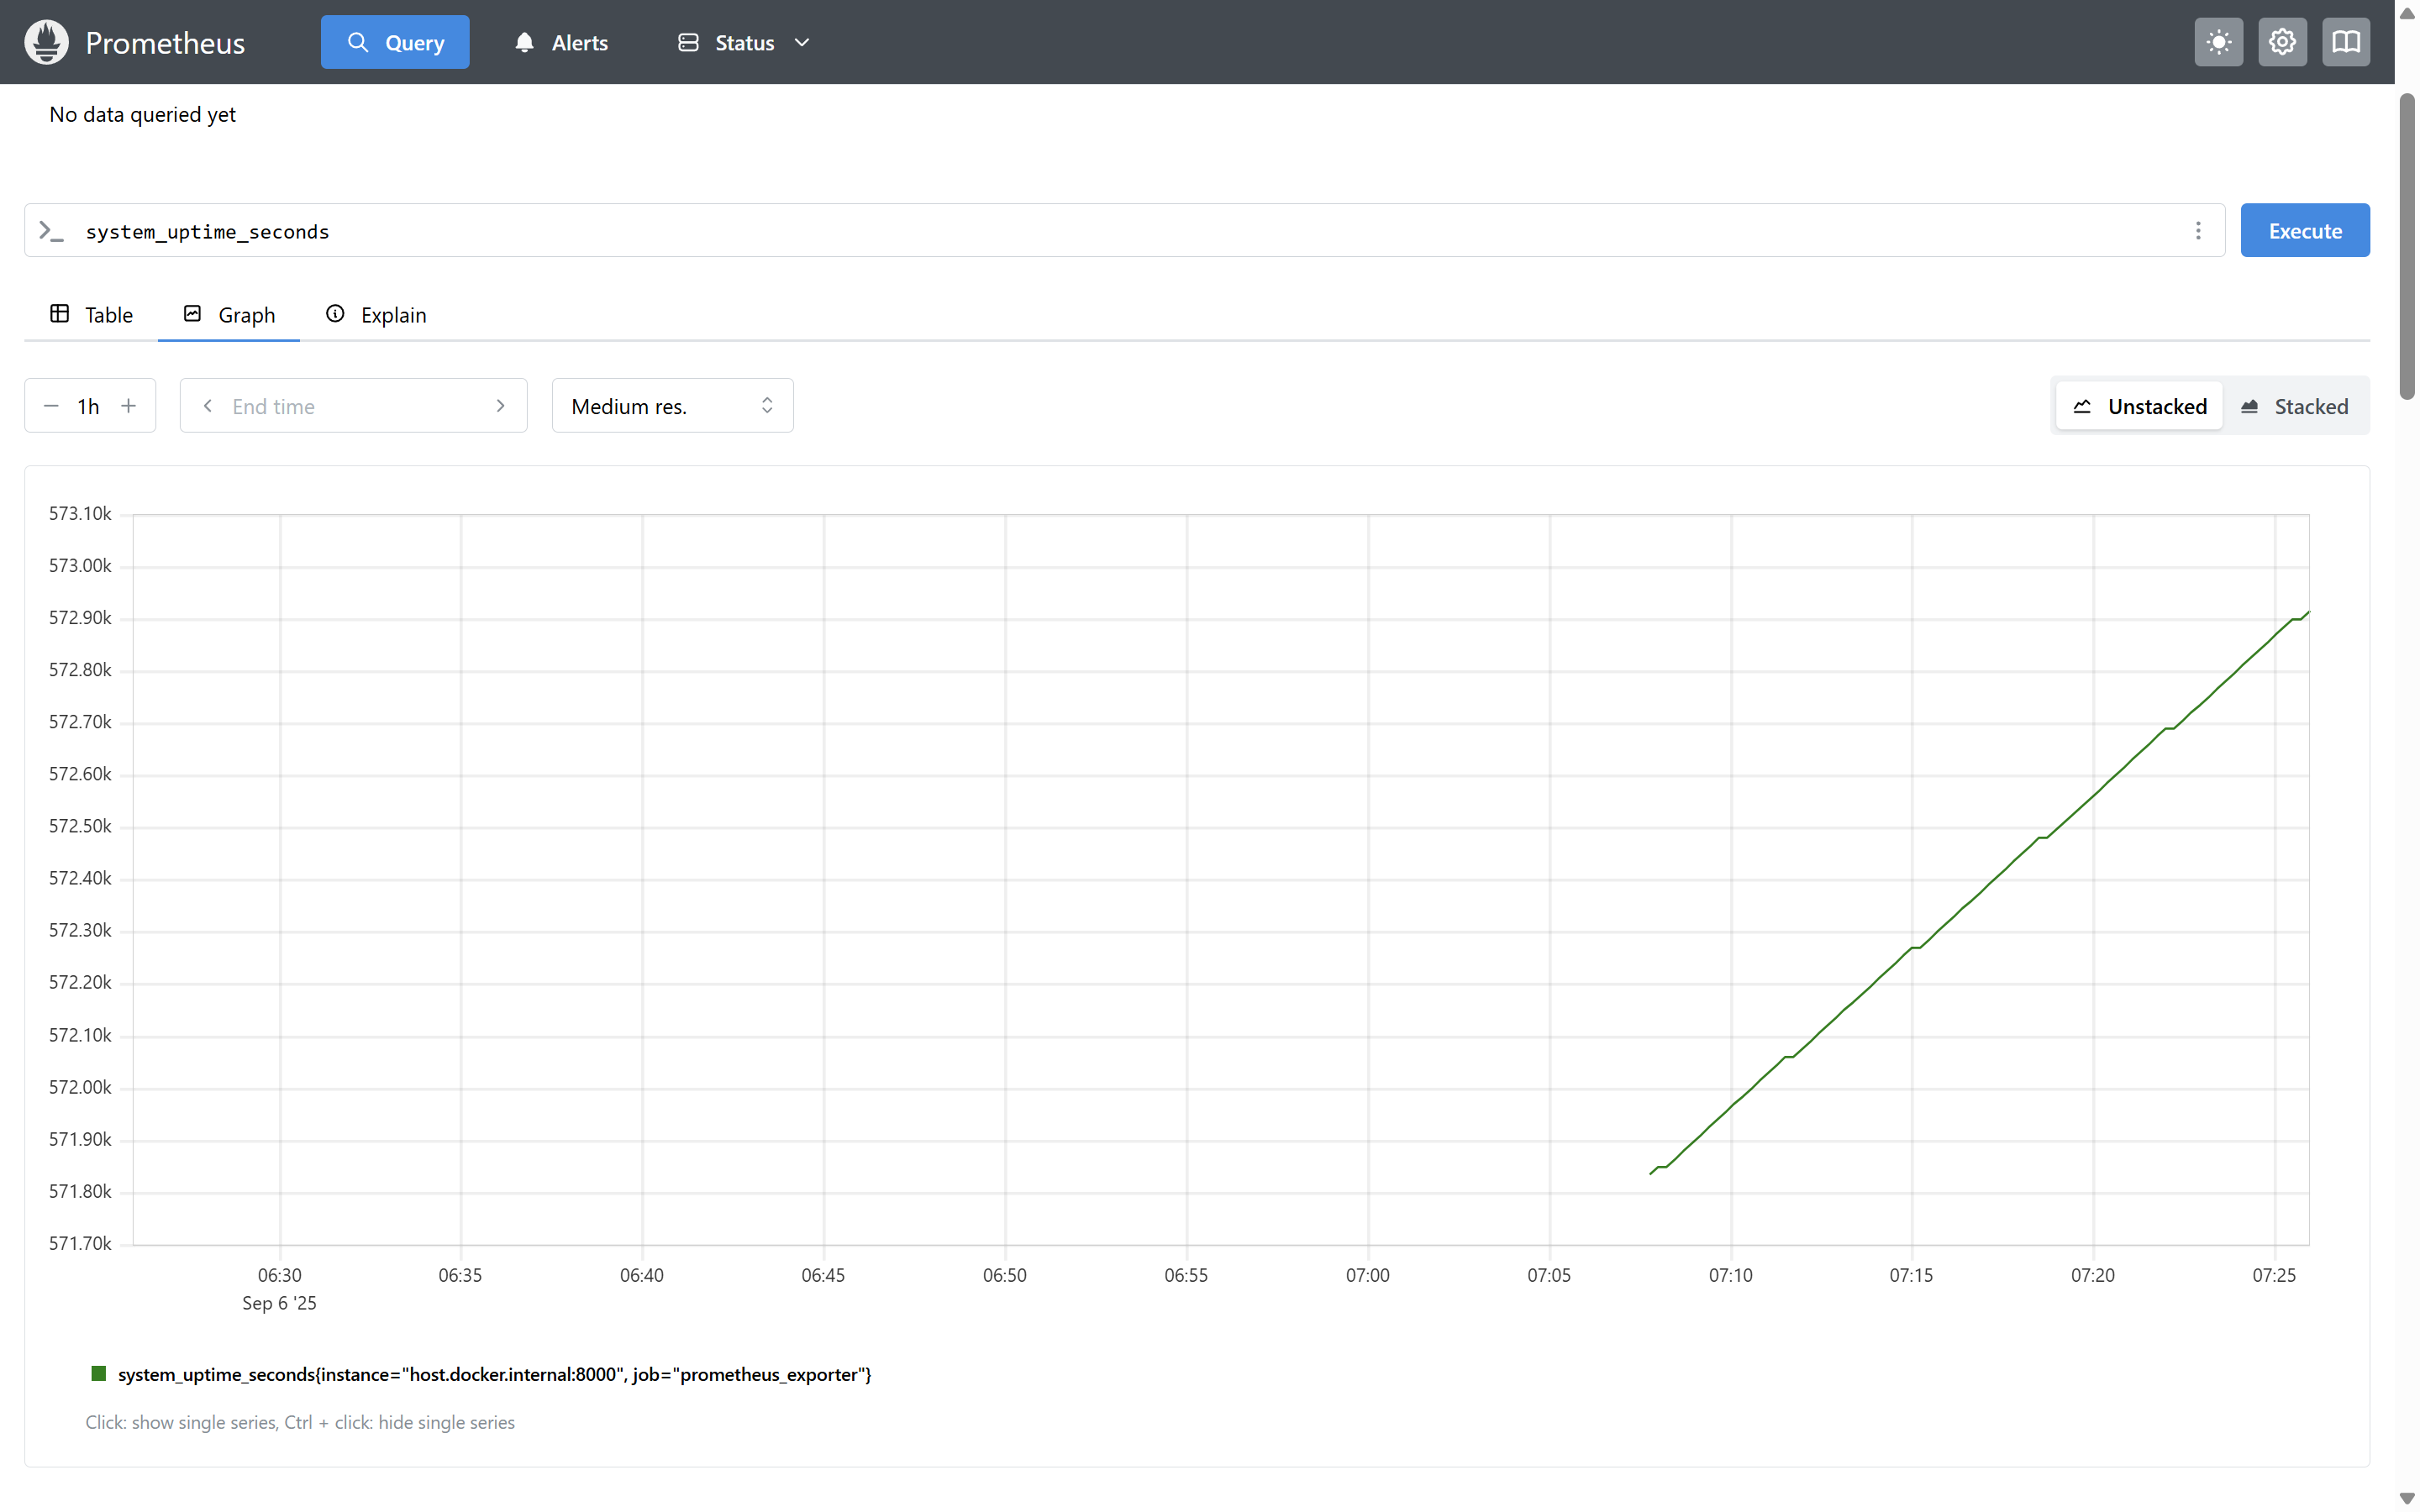 Prometheus
Query
Alerts
Status
No data queried yet
system_uptime_seconds
Execute
Table
Graph
Explain
1h
End time
Medium res.
Unstacked
Stacked
573.10k
573.00k
572.90k
572.80k
572.70k
572.60k
572.50k
572.40k
572.30k
572.20k
572.10k
572.00k
571.90k
571.80k
571.70k
06:30 06:35 06:40 06:45 06:50 06:55 07:00 07:05 07:10 07:15 07:20 07:25
Sep 6 '25
system_uptime_seconds{instance="host.docker.internal:8000", job="prometheus_exporter"}
Click: show single series, Ctrl + click: hide single series